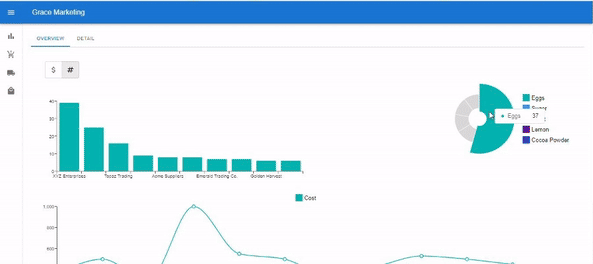 Grace Marketing
OVERVIEW DETAIL
$ #
40
30
20
10
0
XYZ Enterprises Topaz Trading Acme Suppliers Emerald Trading Co. Golden Harvest
Eggs
Sugar
Eggs 37
Lemon
Cocoa Powder
Cost
1,000
800
600